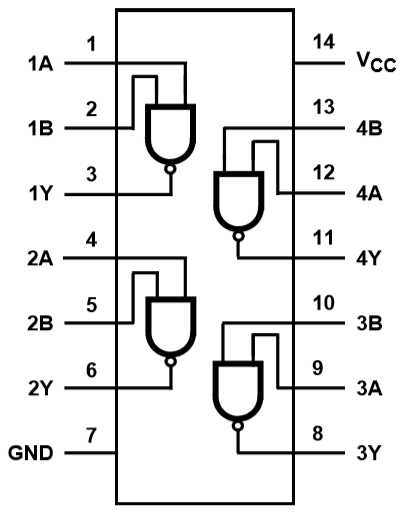 1 14
1A VCC
2 13
1B 4B
3 12
1Y 4A
4 11
2A 4Y
5 10
2B 3B
6 9
2Y 3A
7 8
GND 3Y